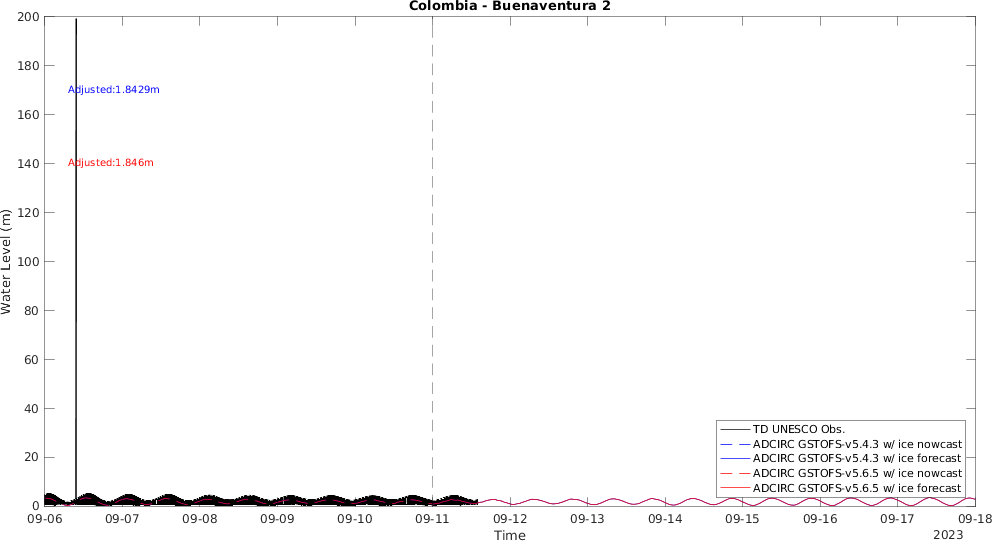 Colombia - Buenaventura 2
200
180
160
140
120
100
80
60
40
20
0
Water Level (m)
Adjusted:1.8429m
Adjusted:1.846m
TD UNESCO Obs.
ADCIRC GSTOFS-v5.4.3 w/ ice nowcast
ADCIRC GSTOFS-v5.4.3 w/ ice forecast
ADCIRC GSTOFS-v5.6.5 w/ ice nowcast
ADCIRC GSTOFS-v5.6.5 w/ ice forecast
09-06 09-07 09-08 09-09 09-10 09-11 09-12 09-13 09-14 09-15 09-16 09-17 09-18
Time
2023